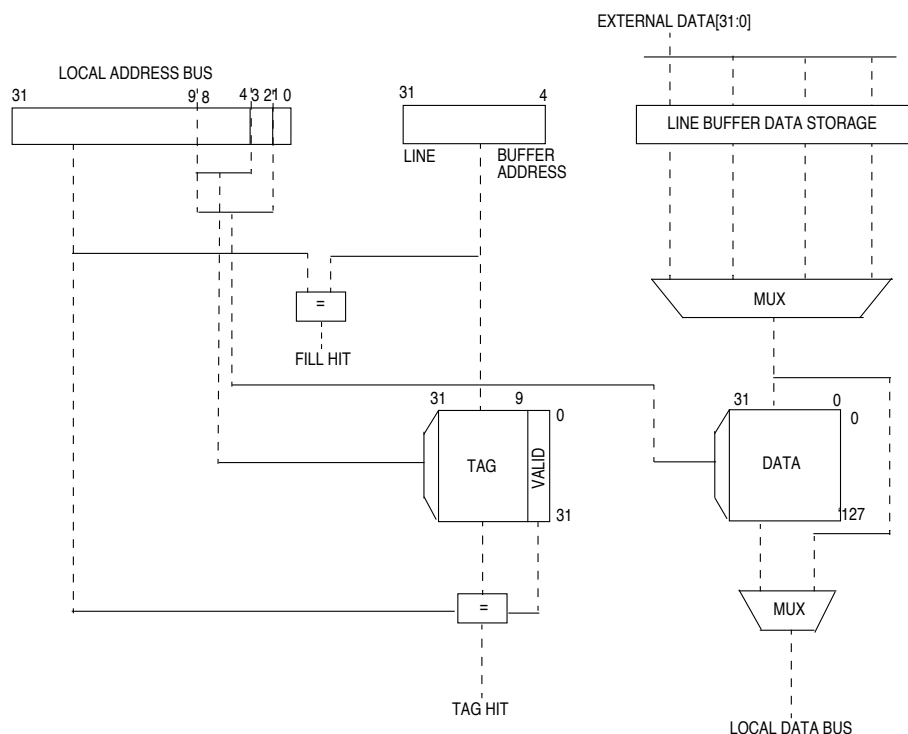 EXTERNAL DATA[31:0]
LOCAL ADDRESS BUS
31 9 8 4 3 2 1 0
31 4
LINE BUFFER DATA STORAGE
LINE BUFFER
ADDRESS
=
MUX
FILL HIT
31 9 0
31 0
0
TAG
VALID
DATA
31
127
=
MUX
TAG HIT
LOCAL DATA BUS